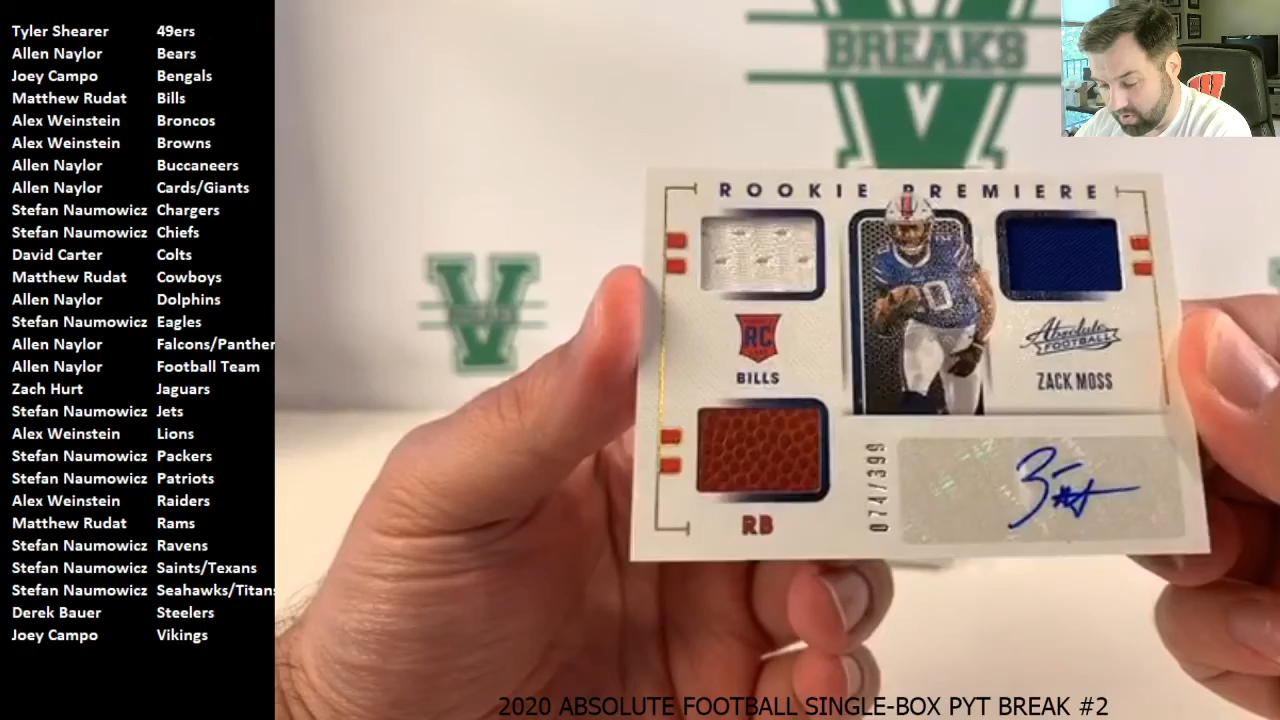 Tyler Shearer 49ers
Allen Naylor Bears
Joey Campo Bengals
Matthew Rudat Bills
Alex Weinstein Broncos
Alex Weinstein Browns
Allen Naylor Buccaneers
Allen Naylor Cards/Giants
Stefan Naumowicz Chargers
Stefan Naumowicz Chiefs
David Carter Colts
Matthew Rudat Cowboys
Allen Naylor Dolphins
Stefan Naumowicz Eagles
Allen Naylor Falcons/Panther
Allen Naylor Football Team
Zach Hurt Jaguars
Stefan Naumowicz Jets
Alex Weinstein Lions
Stefan Naumowicz Packers
Stefan Naumowicz Patriots
Alex Weinstein Raiders
Matthew Rudat Rams
Stefan Naumowicz Ravens
Stefan Naumowicz Saints/Texans
Stefan Naumowicz Seahawks/Titans
Derek Bauer Steelers
Joey Campo Vikings
V BREAKS
V
W
ROOKIE PREMIERE
RC
BILLS
Absolute
FOOTBALL
ZACK MOSS
074/399
RB
2020 ABSOLUTE FOOTBALL SINGLE-BOX PYT BREAK #2